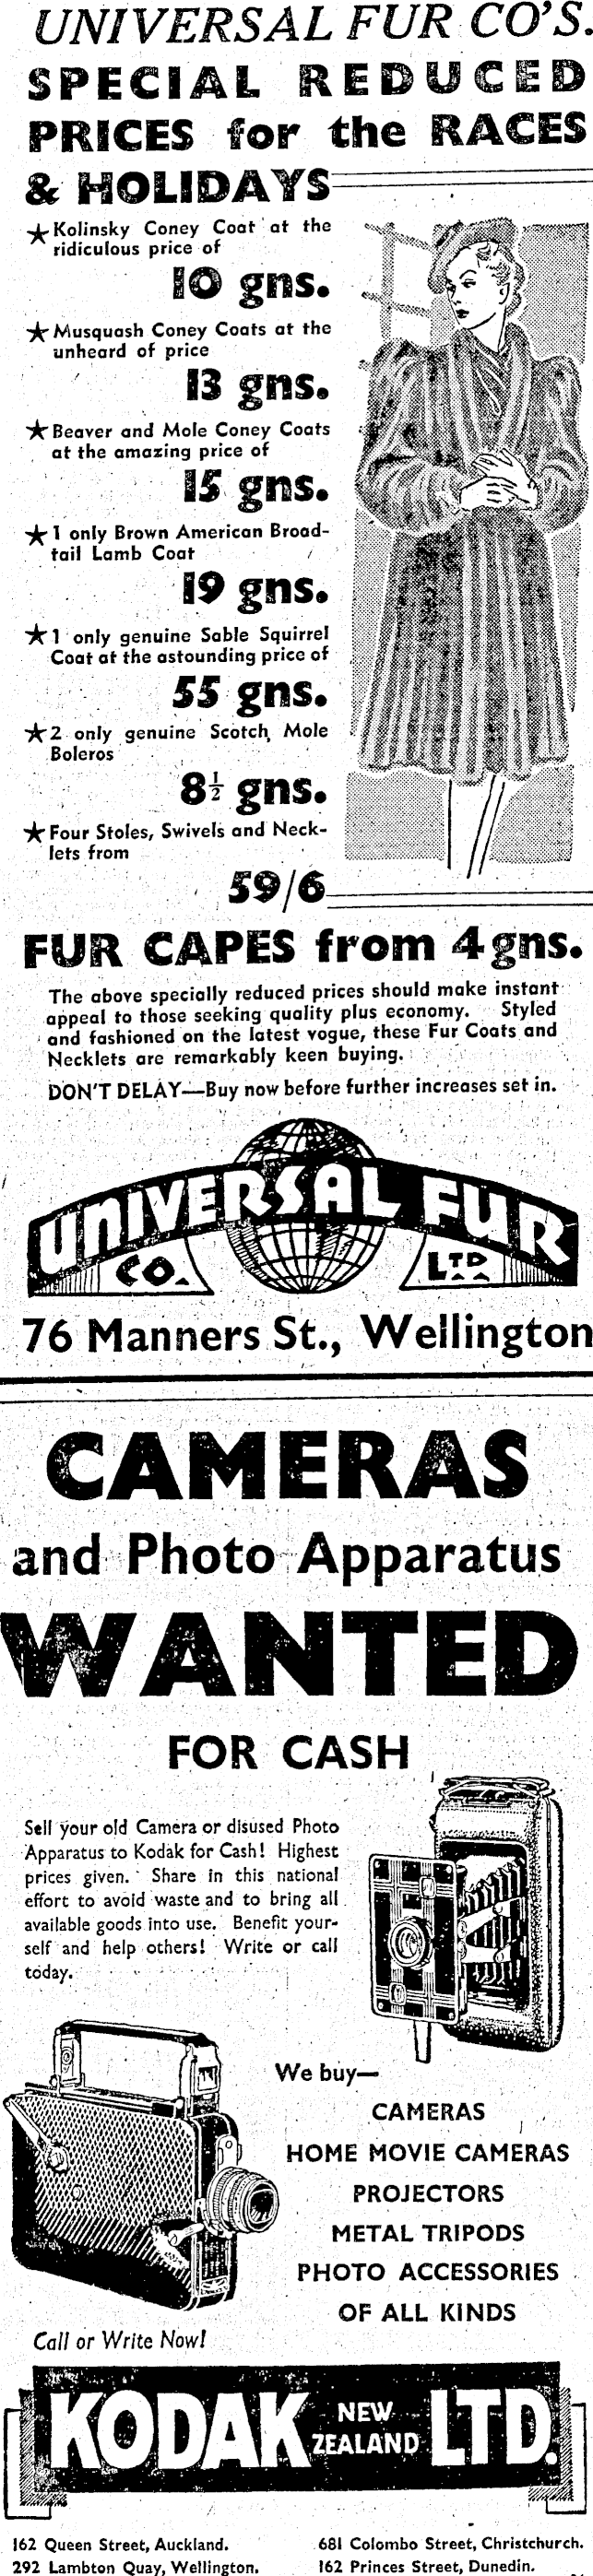 UNIVERSAL FUR CO'S.
SPECIAL REDUCED
PRICES for the RACES
& HOLIDAYS
★ Kolinsky Coney Coat at the
ridiculous price of
10 gns.
★ Musquash Coney Coats at the
unheard of price
13 gns.
★ Beaver and Mole Coney Coats
at the amazing price of
15 gns.
★ 1 only Brown American Broad-
tail Lamb Coat
19 gns.
★ 1 only genuine Sable Squirrel
Coat at the astounding price of
55 gns.
★ 2 only genuine Scotch Mole
Boleros
8½ gns.
★ Four Stoles, Swivels and Neck-
lets from
59/6
FUR CAPES from 4 gns.
The above specially reduced prices should make instant
appeal to those seeking quality plus economy. Styled
and fashioned on the latest vogue, these Fur Coats and
Necklets are remarkably keen buying.
DON'T DELAY—Buy now before further increases set in.
UNIVERSAL FUR
CO. LTD
76 Manners St., Wellington
CAMERAS
and Photo Apparatus
WANTED
FOR CASH
Sell your old Camera or disused Photo
Apparatus to Kodak for Cash! Highest
prices given. Share in this national
effort to avoid waste and to bring all
available goods into use. Benefit your-
self and help others! Write or call
today.
We buy—
CAMERAS
HOME MOVIE CAMERAS
PROJECTORS
METAL TRIPODS
PHOTO ACCESSORIES
OF ALL KINDS
Call or Write Now!
KODAK NEW ZEALAND LTD.
162 Queen Street, Auckland.
292 Lambton Quay, Wellington.
681 Colombo Street, Christchurch.
162 Princes Street, Dunedin.